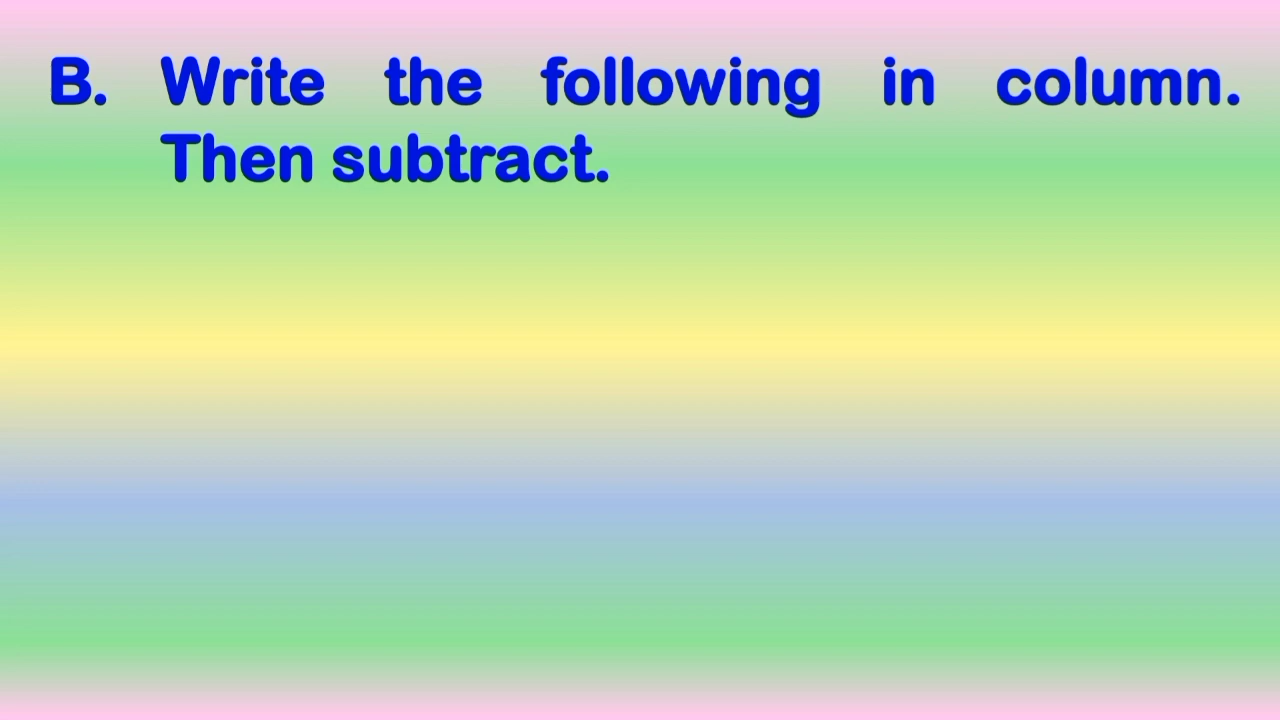 B. Write the following in column.
Then subtract.